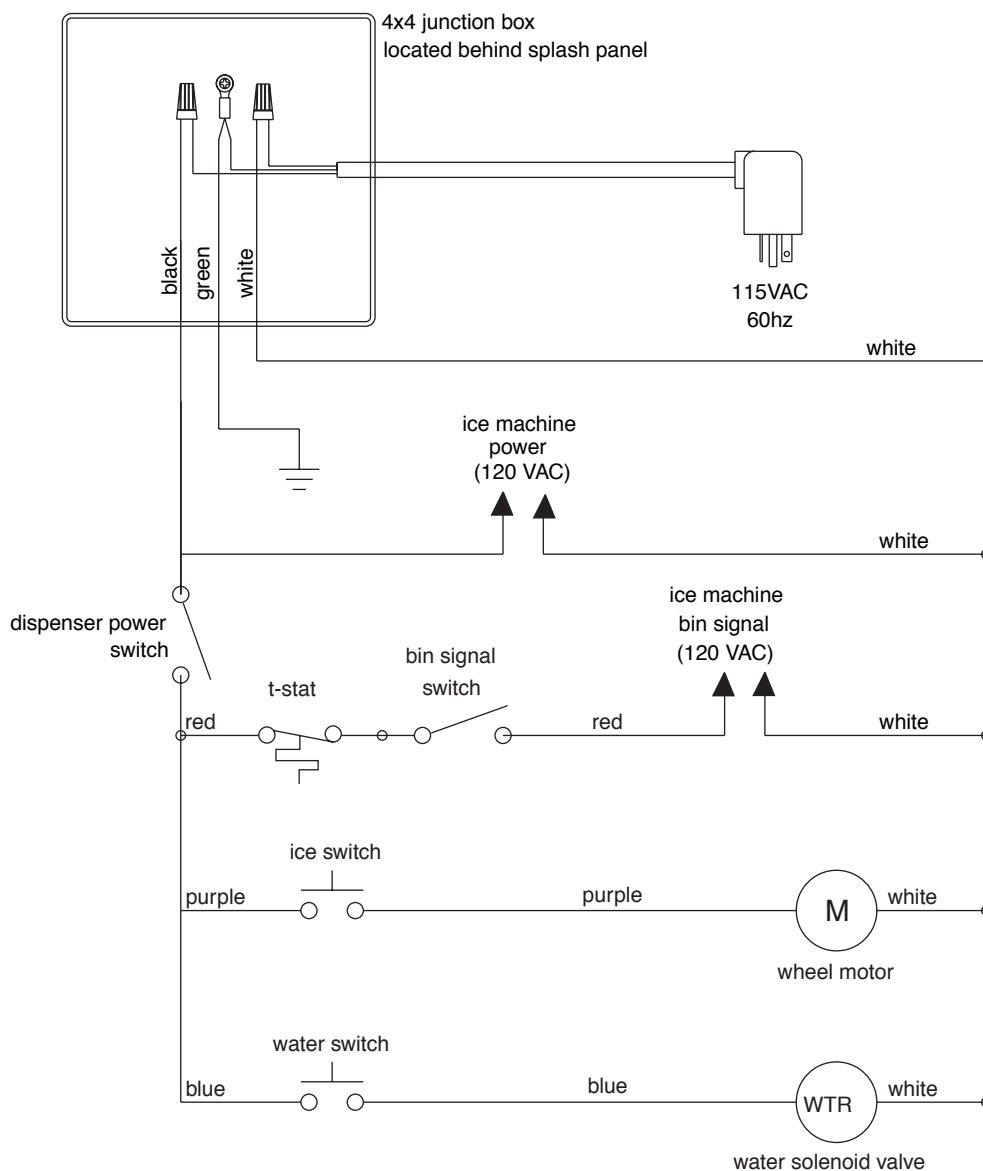 4x4 junction box
located behind splash panel
black
green
white
115VAC
60hz
white
ice machine
power
(120 VAC)
white
dispenser power
switch
ice machine
bin signal
(120 VAC)
bin signal
switch
t-stat
red
red
white
ice switch
purple
purple
M
white
wheel motor
water switch
blue
blue
WTR
white
water solenoid valve